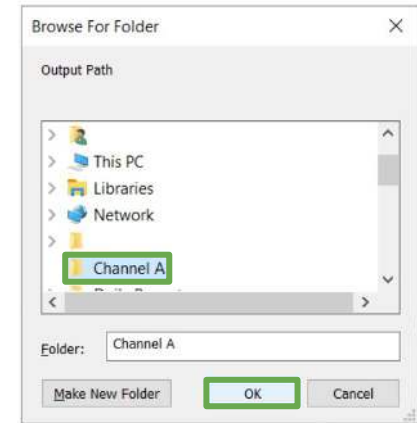 Browse For Folder
Output Path
This PC
Libraries
Network
Channel A
Folder: Channel A
Make New Folder OK Cancel